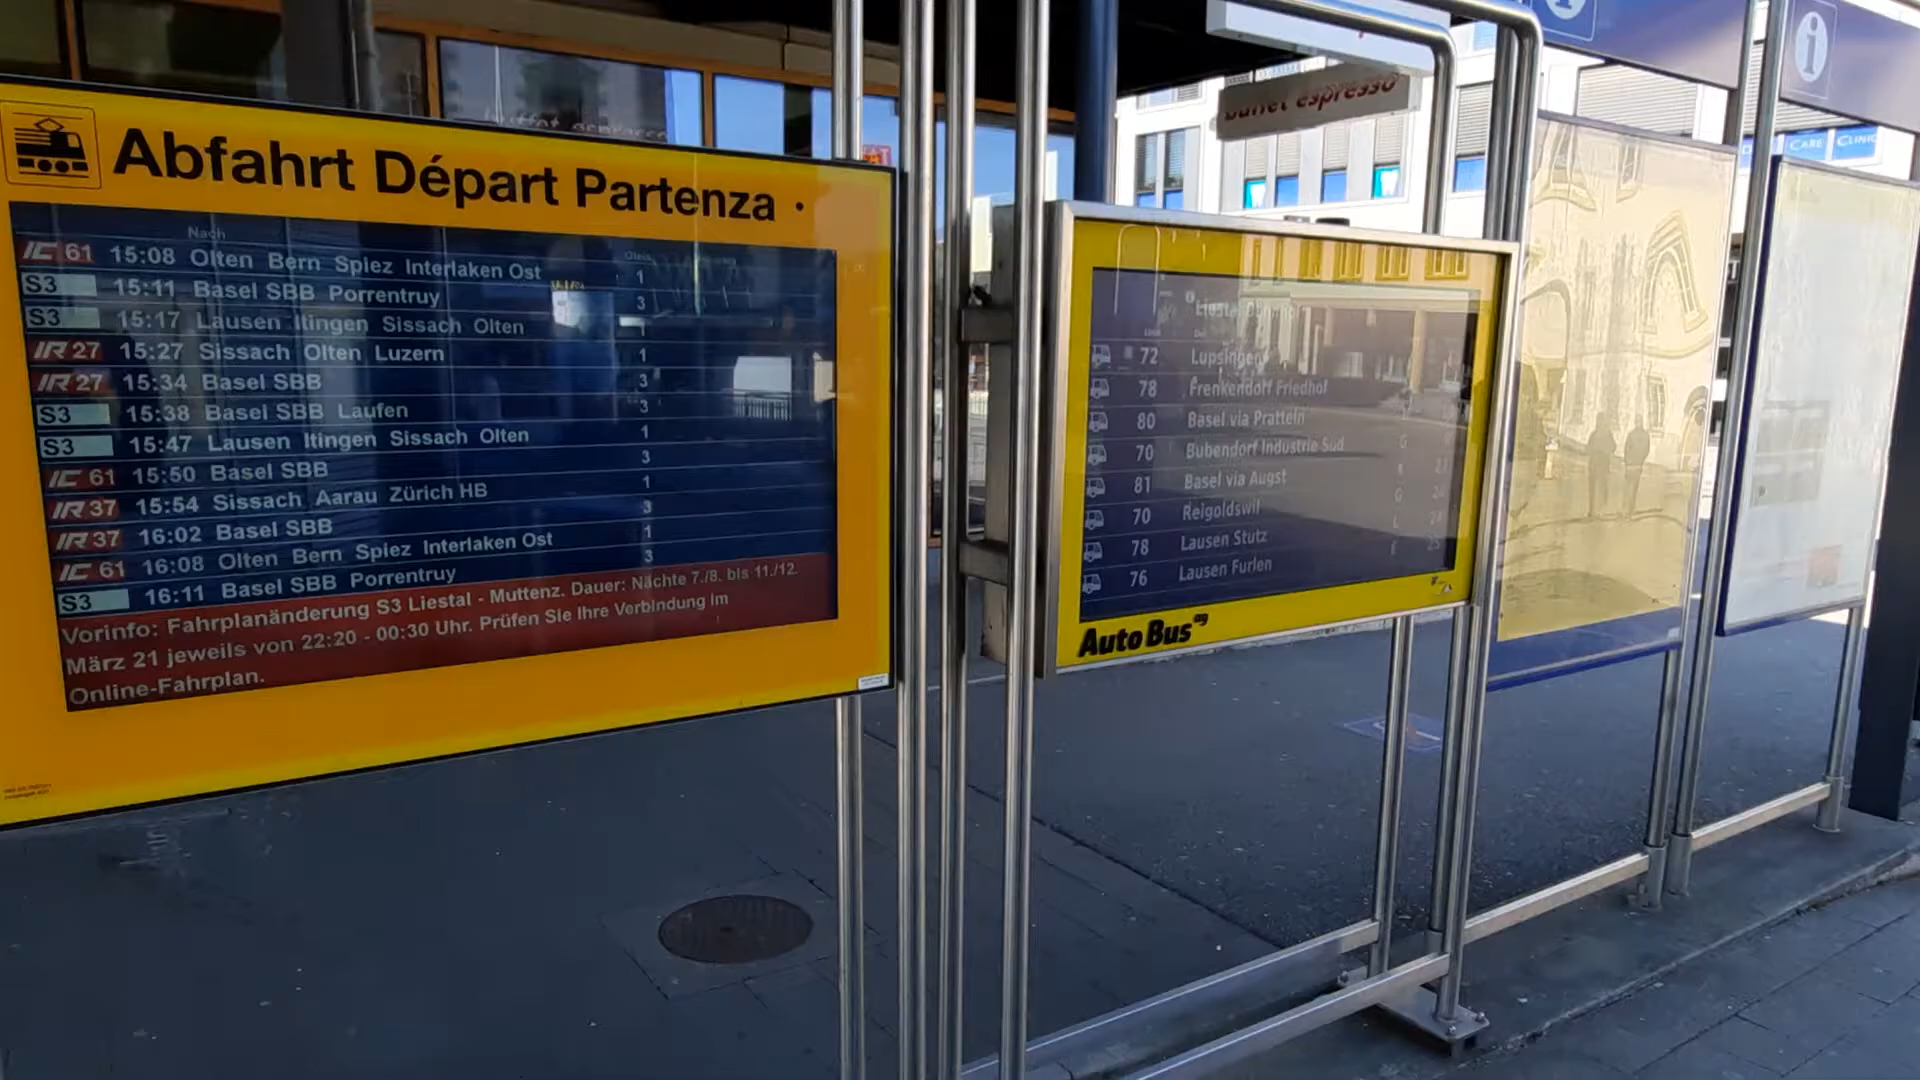 Abfahrt Départ Partenza
Nach
IC 61 15:08 Olten Bern Spiez Interlaken Ost 1
S3 15:11 Basel SBB Porrentruy 3
S3 15:17 Lausen Itingen Sissach Olten
IR 27 15:27 Sissach Olten Luzern 1
IR 27 15:34 Basel SBB 3
S3 15:38 Basel SBB Laufen 3
S3 15:47 Lausen Itingen Sissach Olten 1
IC 61 15:50 Basel SBB 3
IR 37 15:54 Sissach Aarau Zürich HB 1
IR 37 16:02 Basel SBB 3
IC 61 16:08 Olten Bern Spiez Interlaken Ost 1
S3 16:11 Basel SBB Porrentruy 3
Vorinfo: Fahrplanänderung S3 Liestal - Muttenz. Dauer: Nächte 7./8. bis 11./12.
März 21 jeweils von 22:20 - 00:30 Uhr. Prüfen Sie Ihre Verbindung im
Online-Fahrplan.
buffet espresso
72 Lupsingen
78 Frenkendorf Friedhof
80 Basel via Pratteln
70 Bubendorf Industrie Süd G
81 Basel via Augst
70 Reigoldswil
78 Lausen Stutz
76 Lausen Furlen
AutoBus AG
i
i
CARE CLINIC